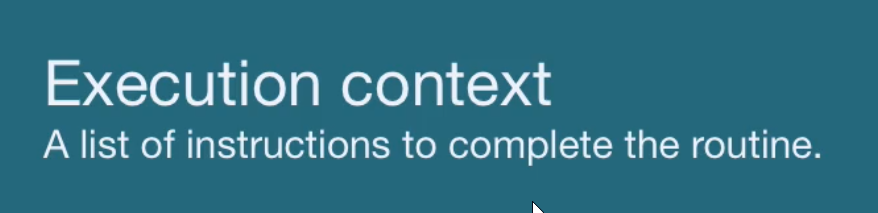 Execution context
A list of instructions to complete the routine.